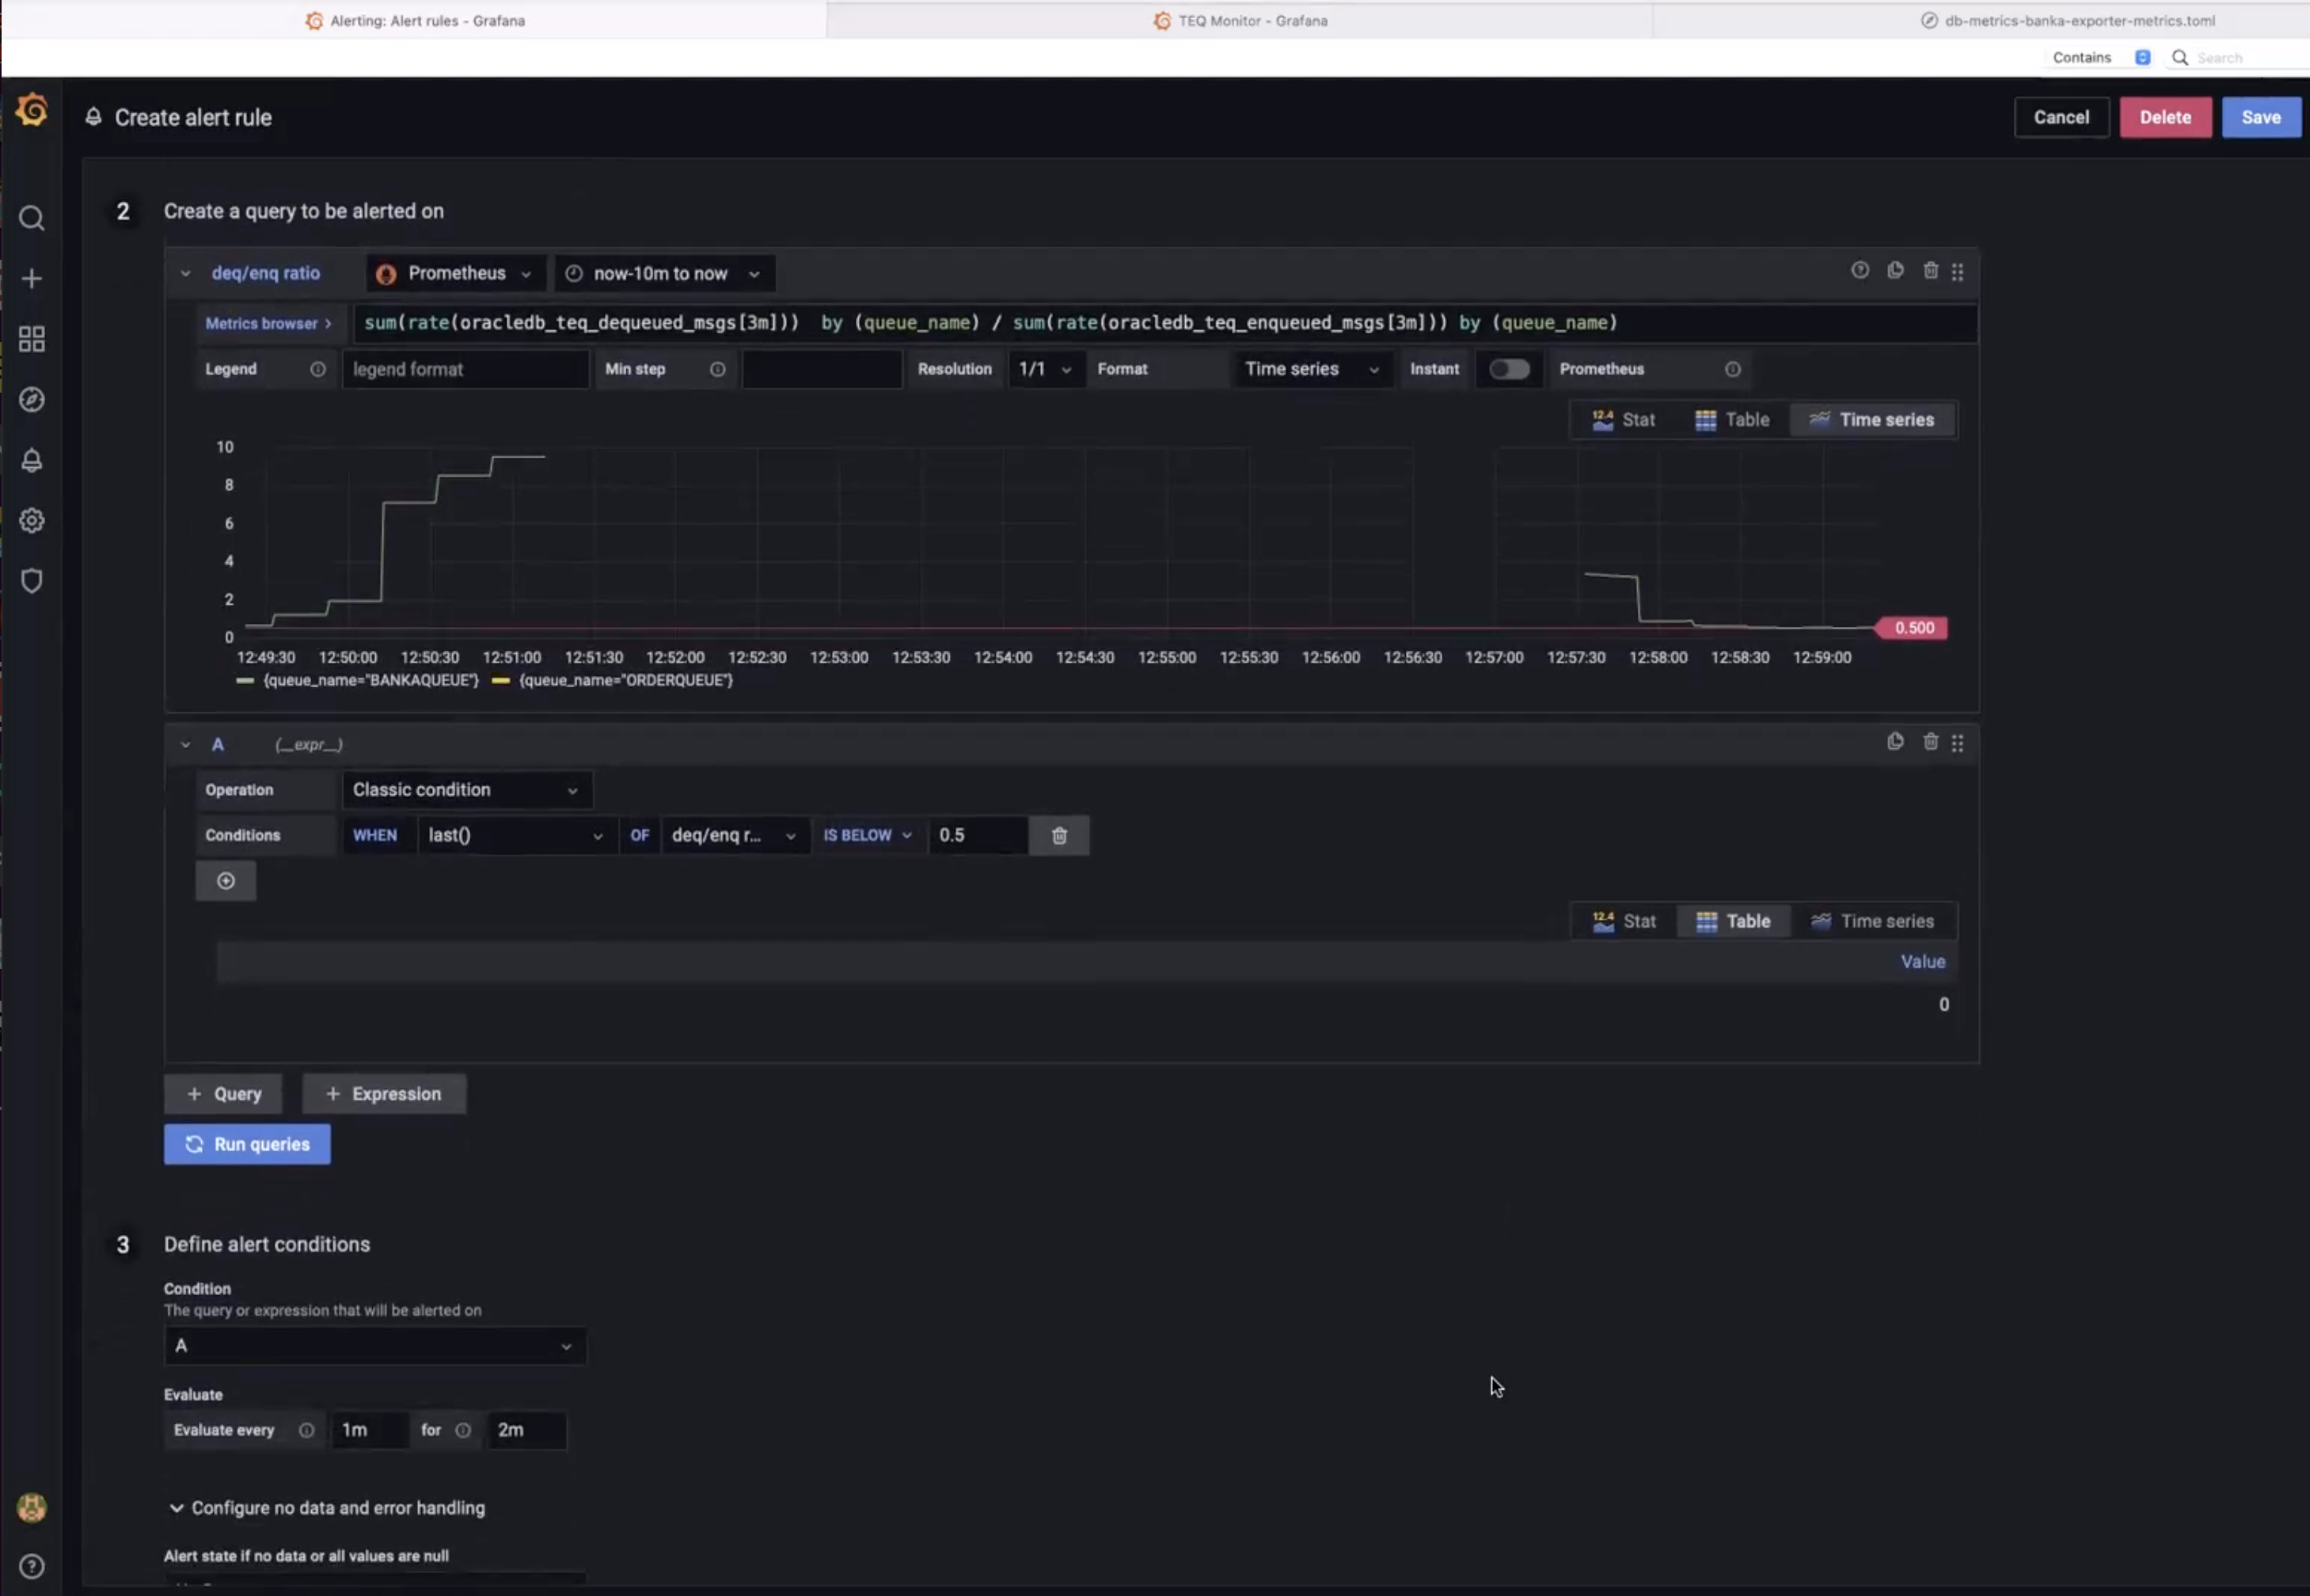 Alerting: Alert rules - Grafana
TEQ Monitor - Grafana
db-metrics-banka-exporter-metrics.toml
Contains
Search
Create alert rule
Cancel
Delete
Save
2 Create a query to be alerted on
deq/enq ratio
Prometheus
now-10m to now
Metrics browser >
sum(rate(oracledb_teq_dequeued_msgs[3m]))  by (queue_name) / sum(rate(oracledb_teq_enqueued_msgs[3m])) by (queue_name)
Legend legend format Min step Resolution 1/1 Format Time series Instant Prometheus
12.4 Stat Table Time series
10
8
6
4
2
0
0.500
12:49:30 12:50:00 12:50:30 12:51:00 12:51:30 12:52:00 12:52:30 12:53:00 12:53:30 12:54:00 12:54:30 12:55:00 12:55:30 12:56:00 12:56:30 12:57:00 12:57:30 12:58:00 12:58:30 12:59:00
{queue_name="BANKAQUEUE"} {queue_name="ORDERQUEUE"}
A (__expr__)
Operation Classic condition
Conditions WHEN last() OF deq/enq r... IS BELOW 0.5
12.4 Stat Table Time series
Value
0
+ Query + Expression
Run queries
3 Define alert conditions
Condition
The query or expression that will be alerted on
A
Evaluate
Evaluate every 1m for 2m
Configure no data and error handling
Alert state if no data or all values are null